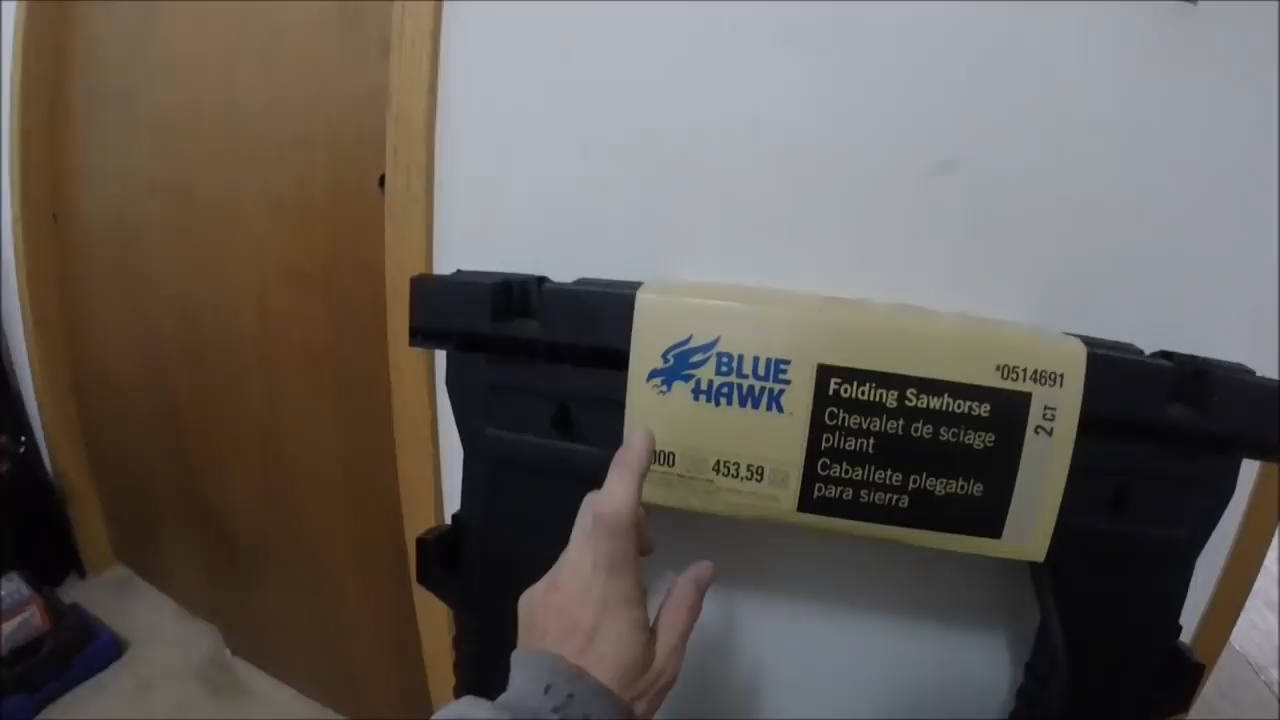 BLUE
HAWK
*0514691
2 CT
Folding Sawhorse
Chevalet de sciage
pliant
Caballete plegable
para sierra
453,59